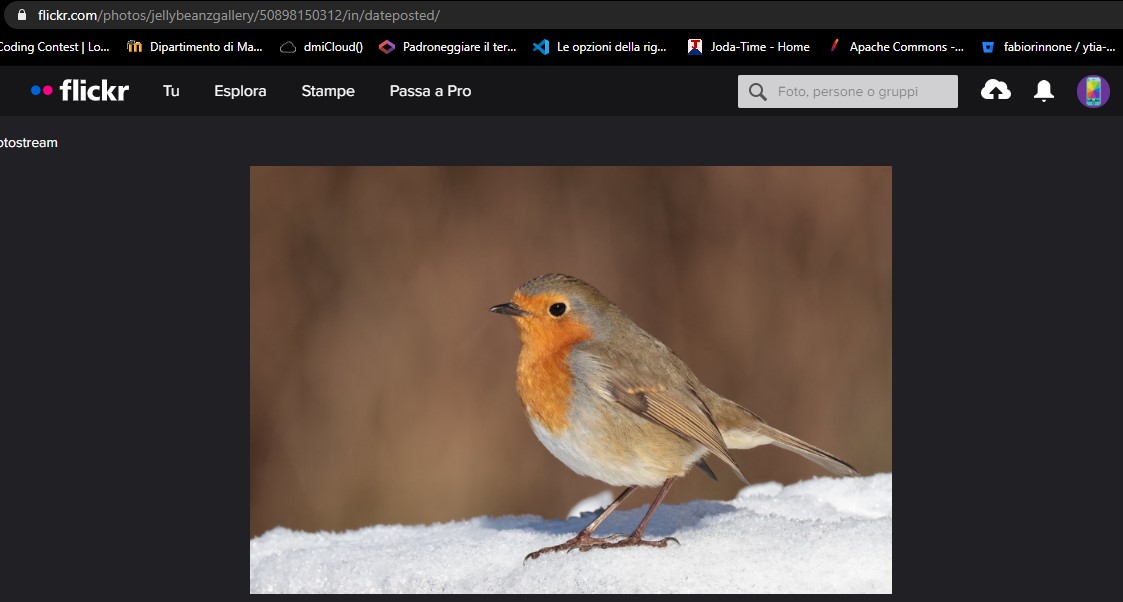 flickr.com/photos/jellybeanzgallery/50898150312/in/dateposted/
Coding Contest | Lo... Dipartimento di Ma... dmiCloud() Padroneggiare il ter... Le opzioni della rig... Joda-Time - Home Apache Commons -... fabiorinnone / ytia-...
flickr Tu Esplora Stampe Passa a Pro Foto, persone o gruppi
otostream